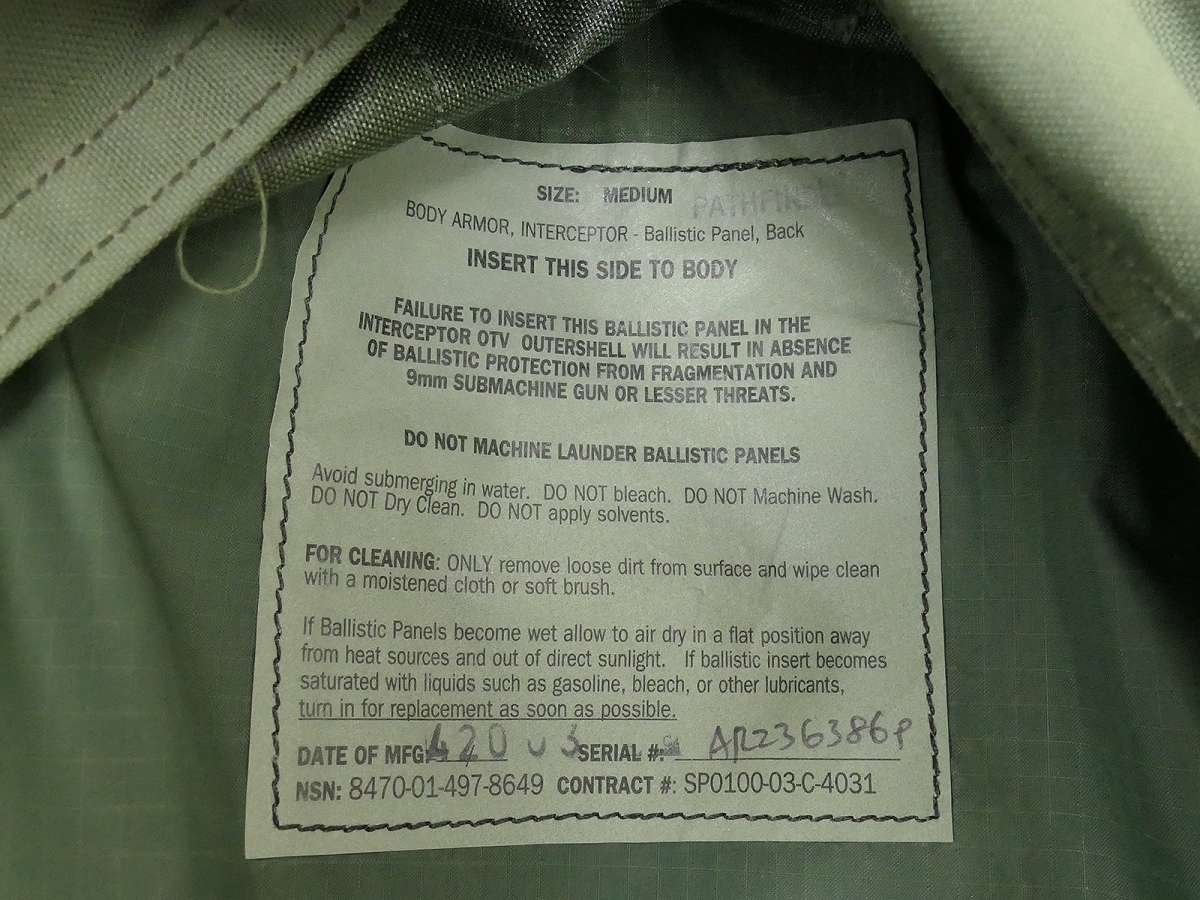 SIZE: MEDIUM
BODY ARMOR, INTERCEPTOR - Ballistic Panel, Back
INSERT THIS SIDE TO BODY
FAILURE TO INSERT THIS BALLISTIC PANEL IN THE
INTERCEPTOR OTV OUTERSHELL WILL RESULT IN ABSENCE
OF BALLISTIC PROTECTION FROM FRAGMENTATION AND
9mm SUBMACHINE GUN OR LESSER THREATS.
DO NOT MACHINE LAUNDER BALLISTIC PANELS
Avoid submerging in water. DO NOT bleach. DO NOT Machine Wash.
DO NOT Dry Clean. DO NOT apply solvents.
FOR CLEANING: ONLY remove loose dirt from surface and wipe clean
with a moistened cloth or soft brush.
If Ballistic Panels become wet allow to air dry in a flat position away
from heat sources and out of direct sunlight. If ballistic insert becomes
saturated with liquids such as gasoline, bleach, or other lubricants,
turn in for replacement as soon as possible.
DATE OF MFG: SERIAL #:
NSN: 8470-01-497-8649 CONTRACT #: SP0100-03-C-4031